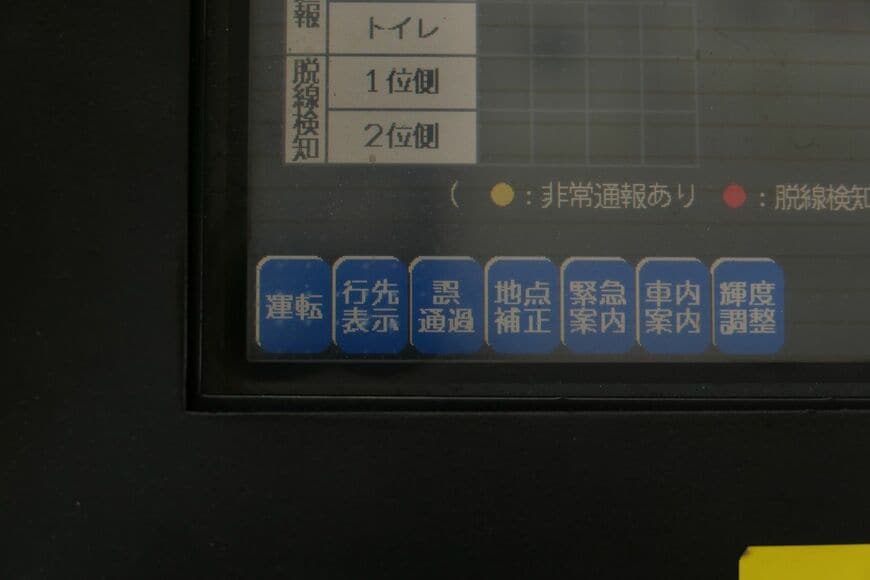 報
トイレ
脱線検知
1位側
2位側
( ●:非常通報あり ●:脱線検知
運転
行先
表示
誤
通過
地点
補正
緊急
案内
車内
案内
輝度
調整